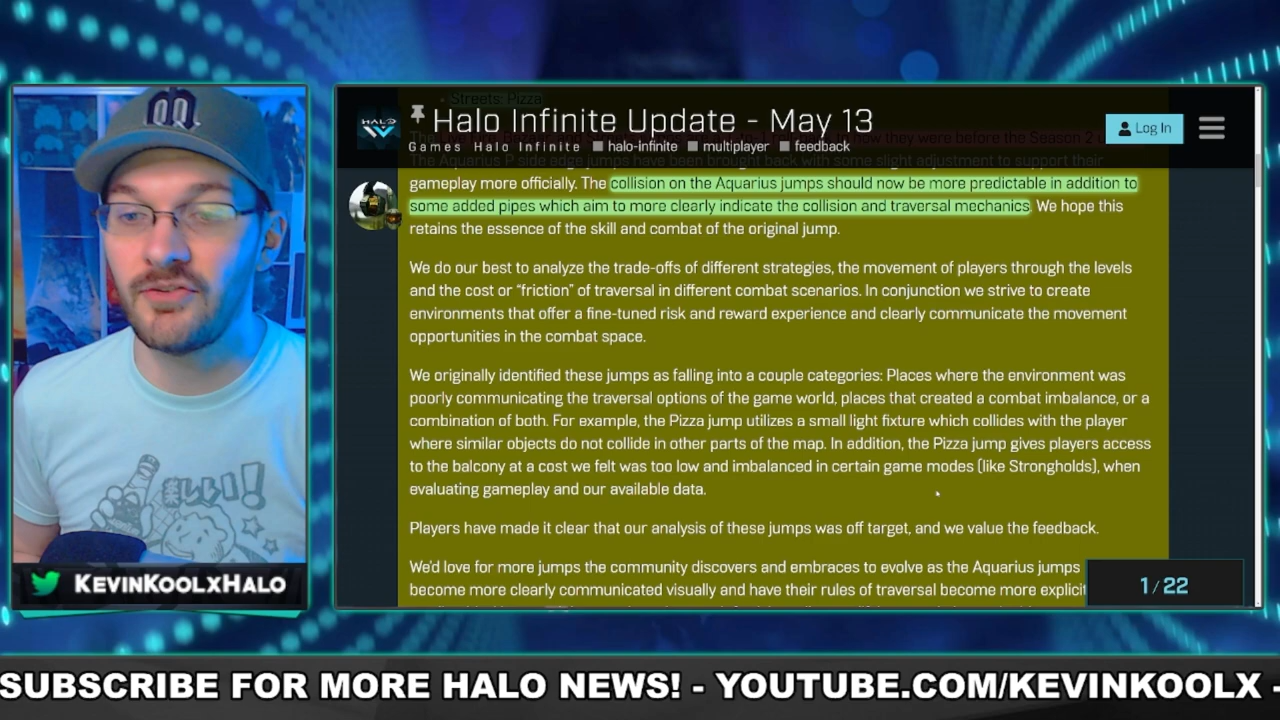 Streets: Pizza
Halo Infinite Update - May 13
Games Halo Infinite halo-infinite multiplayer feedback
Log In
HALO
how they were before the Season 2
The Aquarius P side edge jumps have been brought back with some slight adjustment to support their
gameplay more officially. The collision on the Aquarius jumps should now be more predictable in addition to
some added pipes which aim to more clearly indicate the collision and traversal mechanics. We hope this
retains the essence of the skill and combat of the original jump.
We do our best to analyze the trade-offs of different strategies, the movement of players through the levels
and the cost or "friction" of traversal in different combat scenarios. In conjunction we strive to create
environments that offer a fine-tuned risk and reward experience and clearly communicate the movement
opportunities in the combat space.
We originally identified these jumps as falling into a couple categories: Places where the environment was
poorly communicating the traversal options of the game world, places that created a combat imbalance, or a
combination of both. For example, the Pizza jump utilizes a small light fixture which collides with the player
where similar objects do not collide in other parts of the map. In addition, the Pizza jump gives players access
to the balcony at a cost we felt was too low and imbalanced in certain game modes (like Strongholds), when
evaluating gameplay and our available data.
Players have made it clear that our analysis of these jumps was off target, and we value the feedback.
We'd love for more jumps the community discovers and embraces to evolve as the Aquarius jumps
become more clearly communicated visually and have their rules of traversal become more explicit
1/22
楽しい!
KEVINKOOLXHALO
SUBSCRIBE FOR MORE HALO NEWS! - YOUTUBE.COM/KEVINKOOLX -